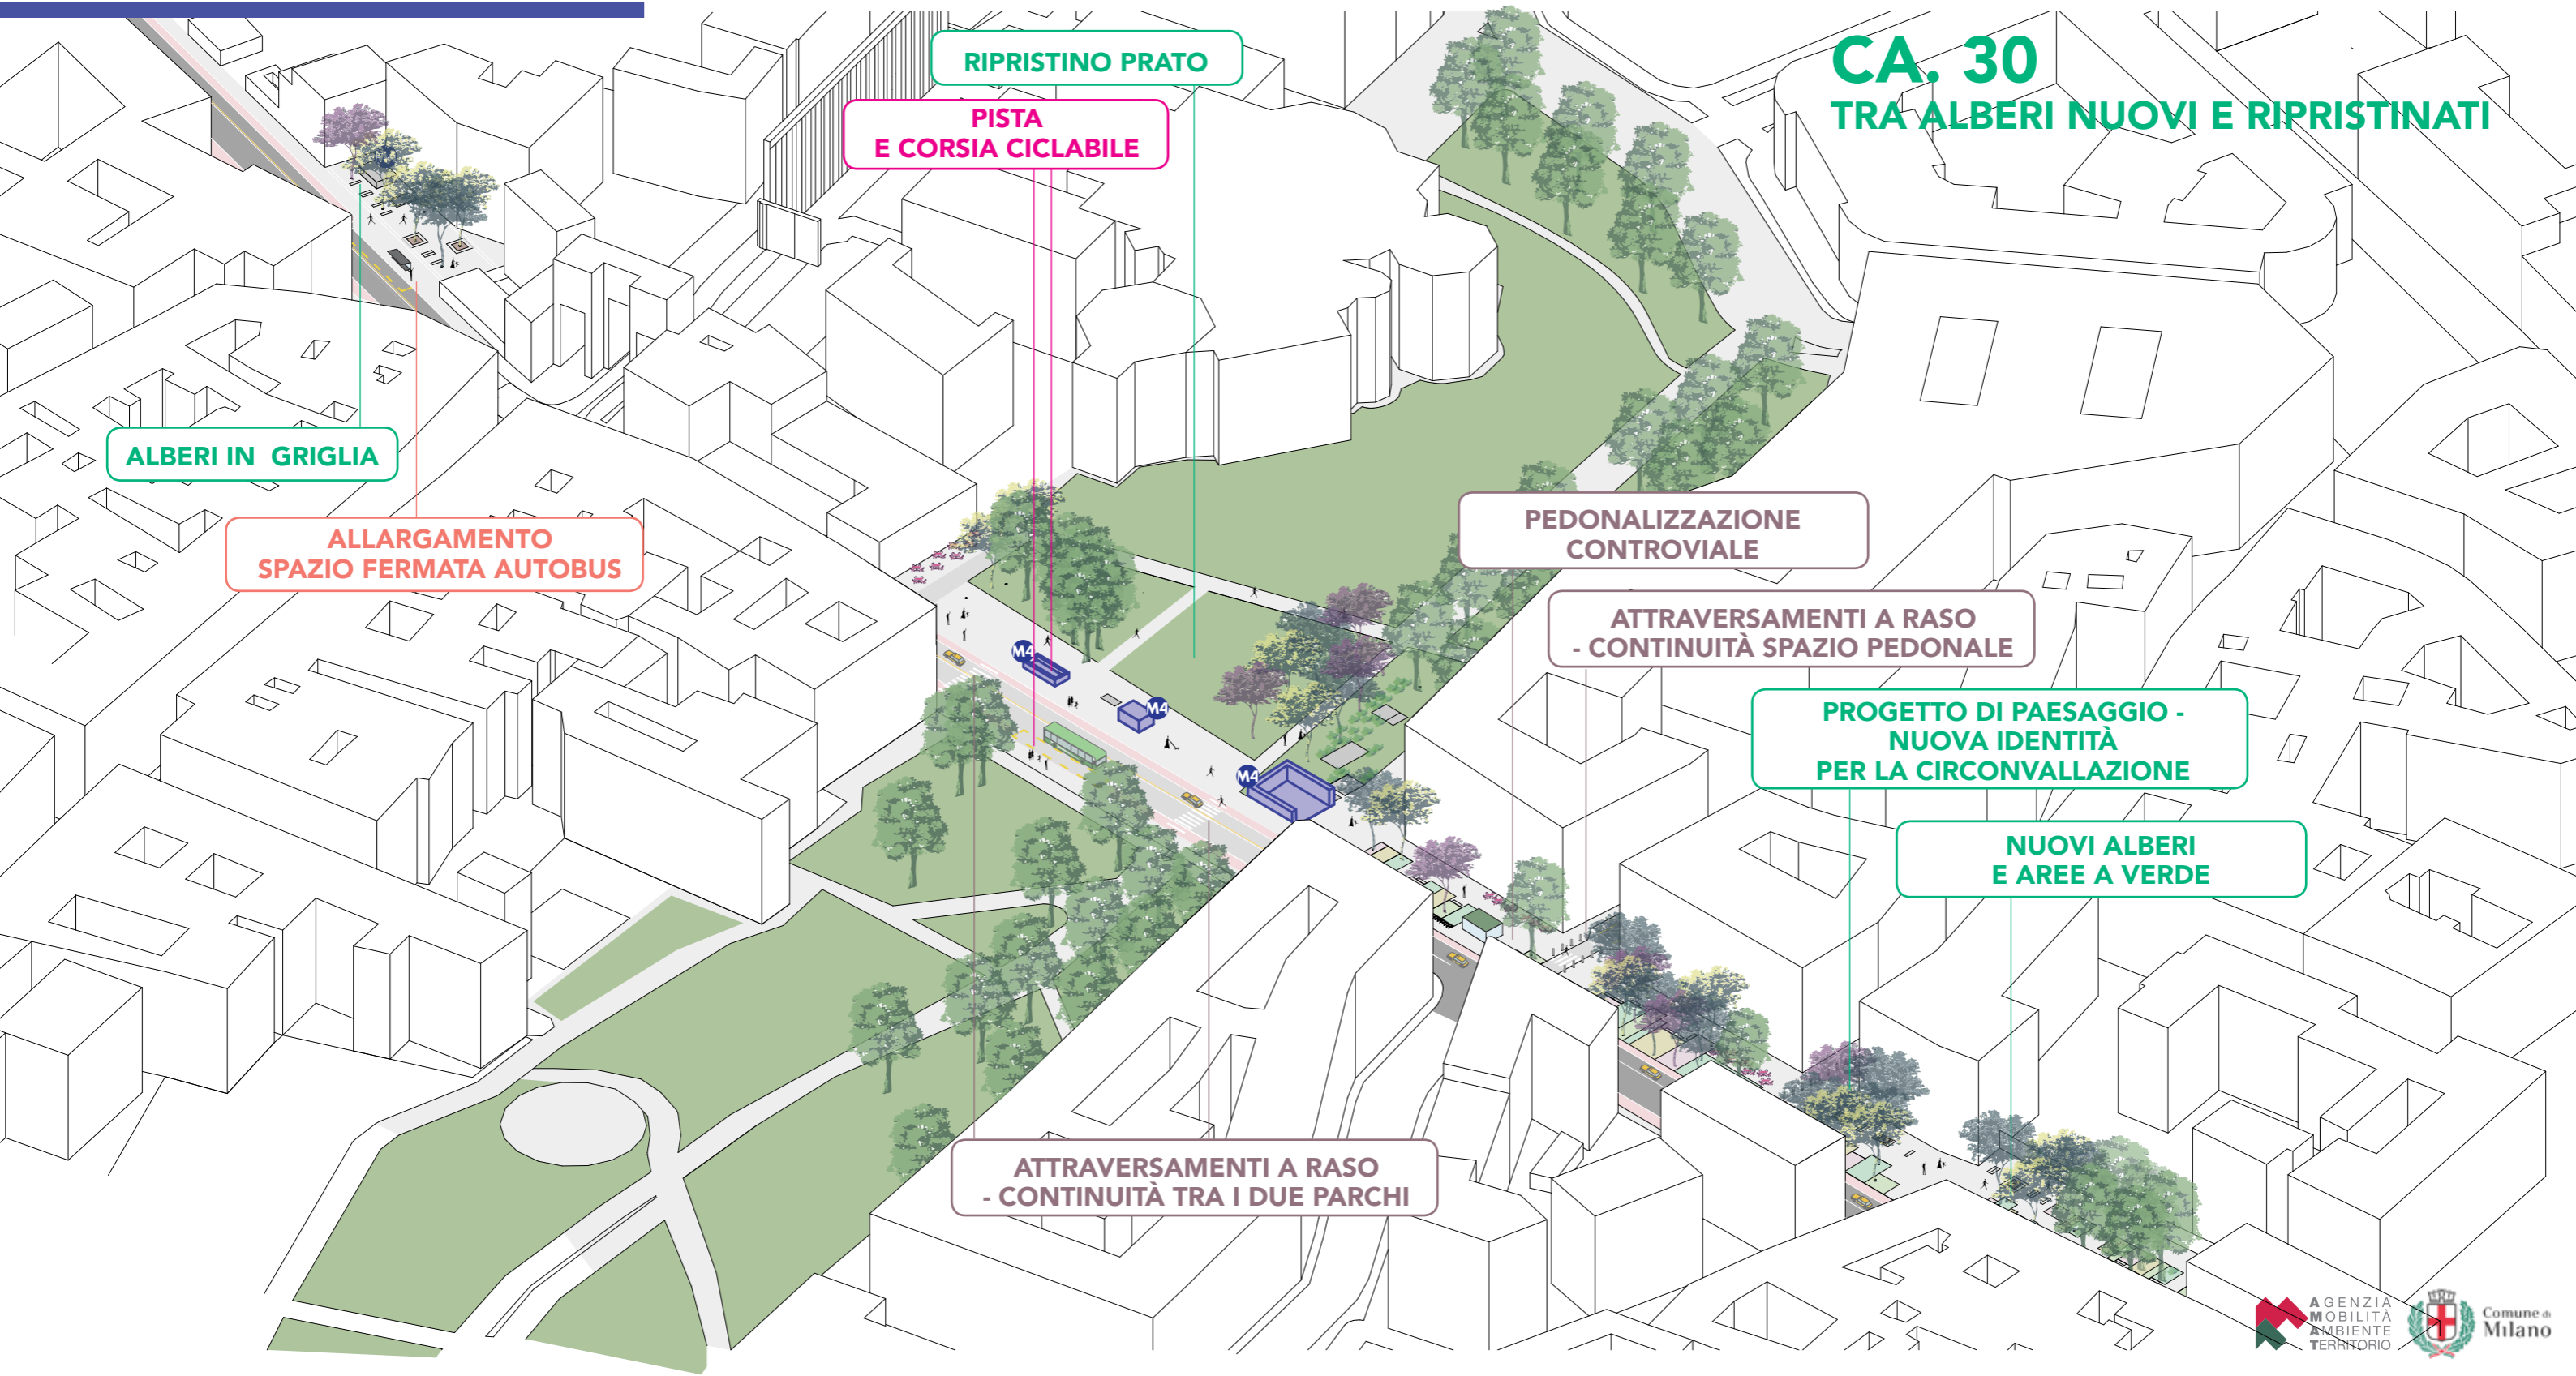 CA. 30
TRA ALBERI NUOVI E RIPRISTINATI
RIPRISTINO PRATO
PISTA
E CORSIA CICLABILE
ALBERI IN GRIGLIA
ALLARGAMENTO
SPAZIO FERMATA AUTOBUS
PEDONALIZZAZIONE
CONTROVIALE
ATTRAVERSAMENTI A RASO
- CONTINUITÀ SPAZIO PEDONALE
M4
M4
M4
PROGETTO DI PAESAGGIO -
NUOVA IDENTITÀ
PER LA CIRCONVALLAZIONE
NUOVI ALBERI
E AREE A VERDE
ATTRAVERSAMENTI A RASO
- CONTINUITÀ TRA I DUE PARCHI
AGENZIA
MOBILITÀ
AMBIENTE
TERRITORIO
Comune di
Milano